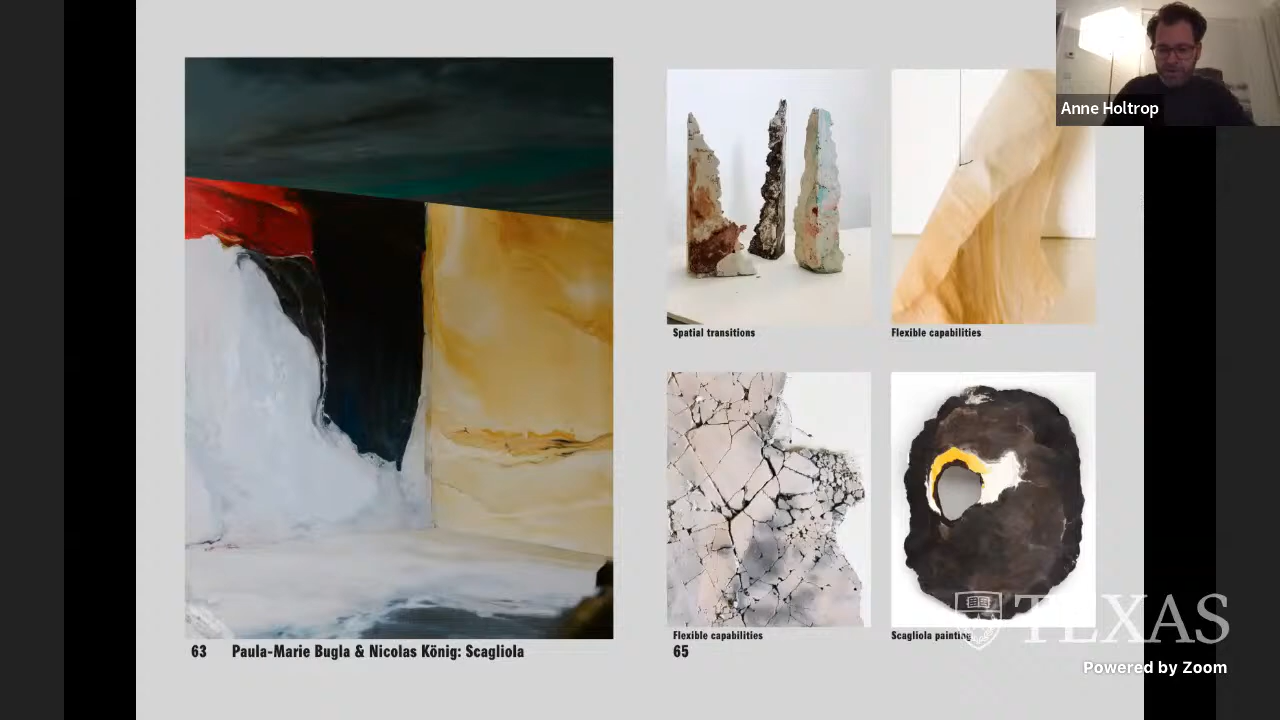 Anne Holtrop
Spatial transitions
Flexible capabilities
Flexible capabilities
Scagliola painting
63 Paula-Marie Bugla & Nicolas König: Scagliola
65
TEXAS
Powered by Zoom